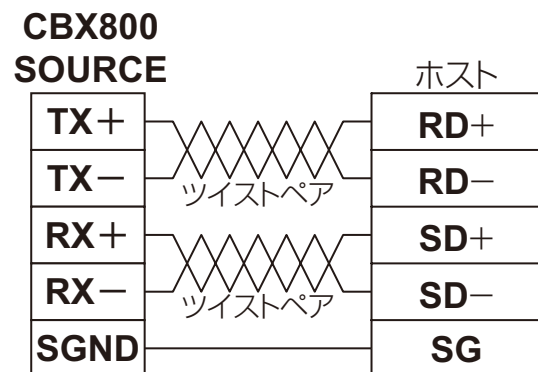 CBX800
SOURCE
ホスト
TX+
RD+
TX−
RD−
ツイストペア
RX+
SD+
RX−
SD−
ツイストペア
SGND
SG